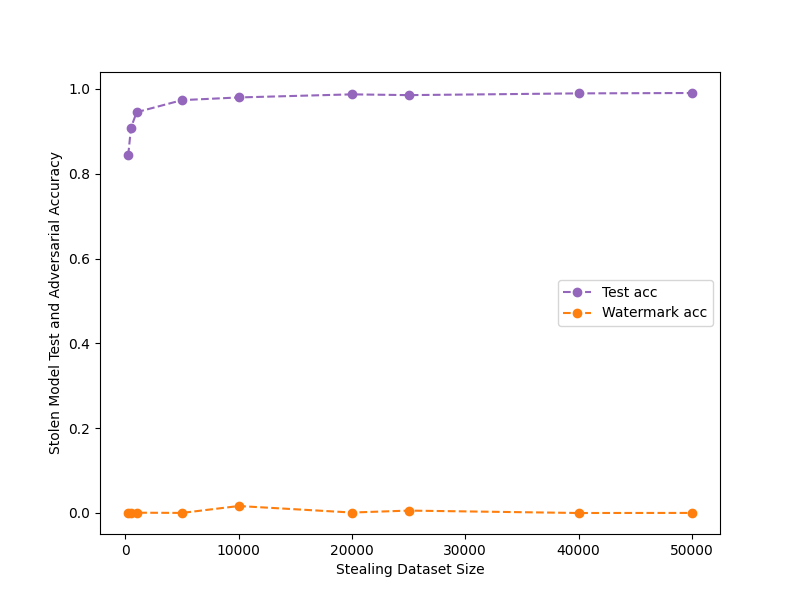 1.0
0.8
0.6
0.4
0.2
0.0
Stolen Model Test and Adversarial Accuracy
Test acc
Watermark acc
0 10000 20000 30000 40000 50000
Stealing Dataset Size